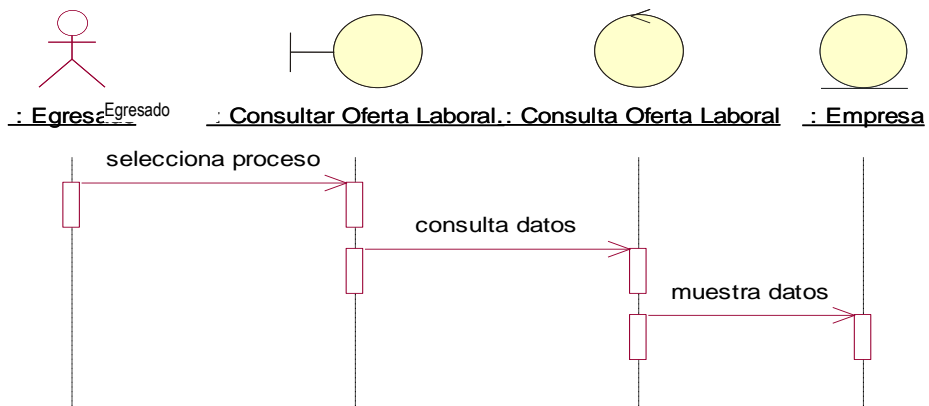 : Egresado
Egresado
: Consultar Oferta Laboral.
: Consulta Oferta Laboral
: Empresa
selecciona proceso
consulta datos
muestra datos